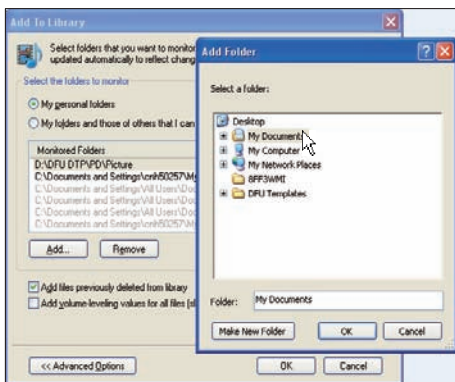 Add To Library
Select folders that you want to monitor
updated automatically to reflect chang
Select the folders to monitor
My personal folders
My folders and those of others that I can
Monitored Folders
D:\DFU DTP\PD\Picture
C:\Documents and Settings\cnh50257\My
C:\Documents and Settings\All Users\Doc
C:\Documents and Settings\All Users\Doc
C:\Documents and Settings\All Users\Doc
C:\Documents and Settings\cnh50257\My
Add...
Remove
Add files previously deleted from library
Add volume-leveling values for all files
<< Advanced Options
OK
Cancel
Add Folder
Select a folder:
Desktop
My Documents
My Computer
My Network Places
8FF3WMI
DFU Templates
Folder:
My Documents
Make New Folder
OK
Cancel